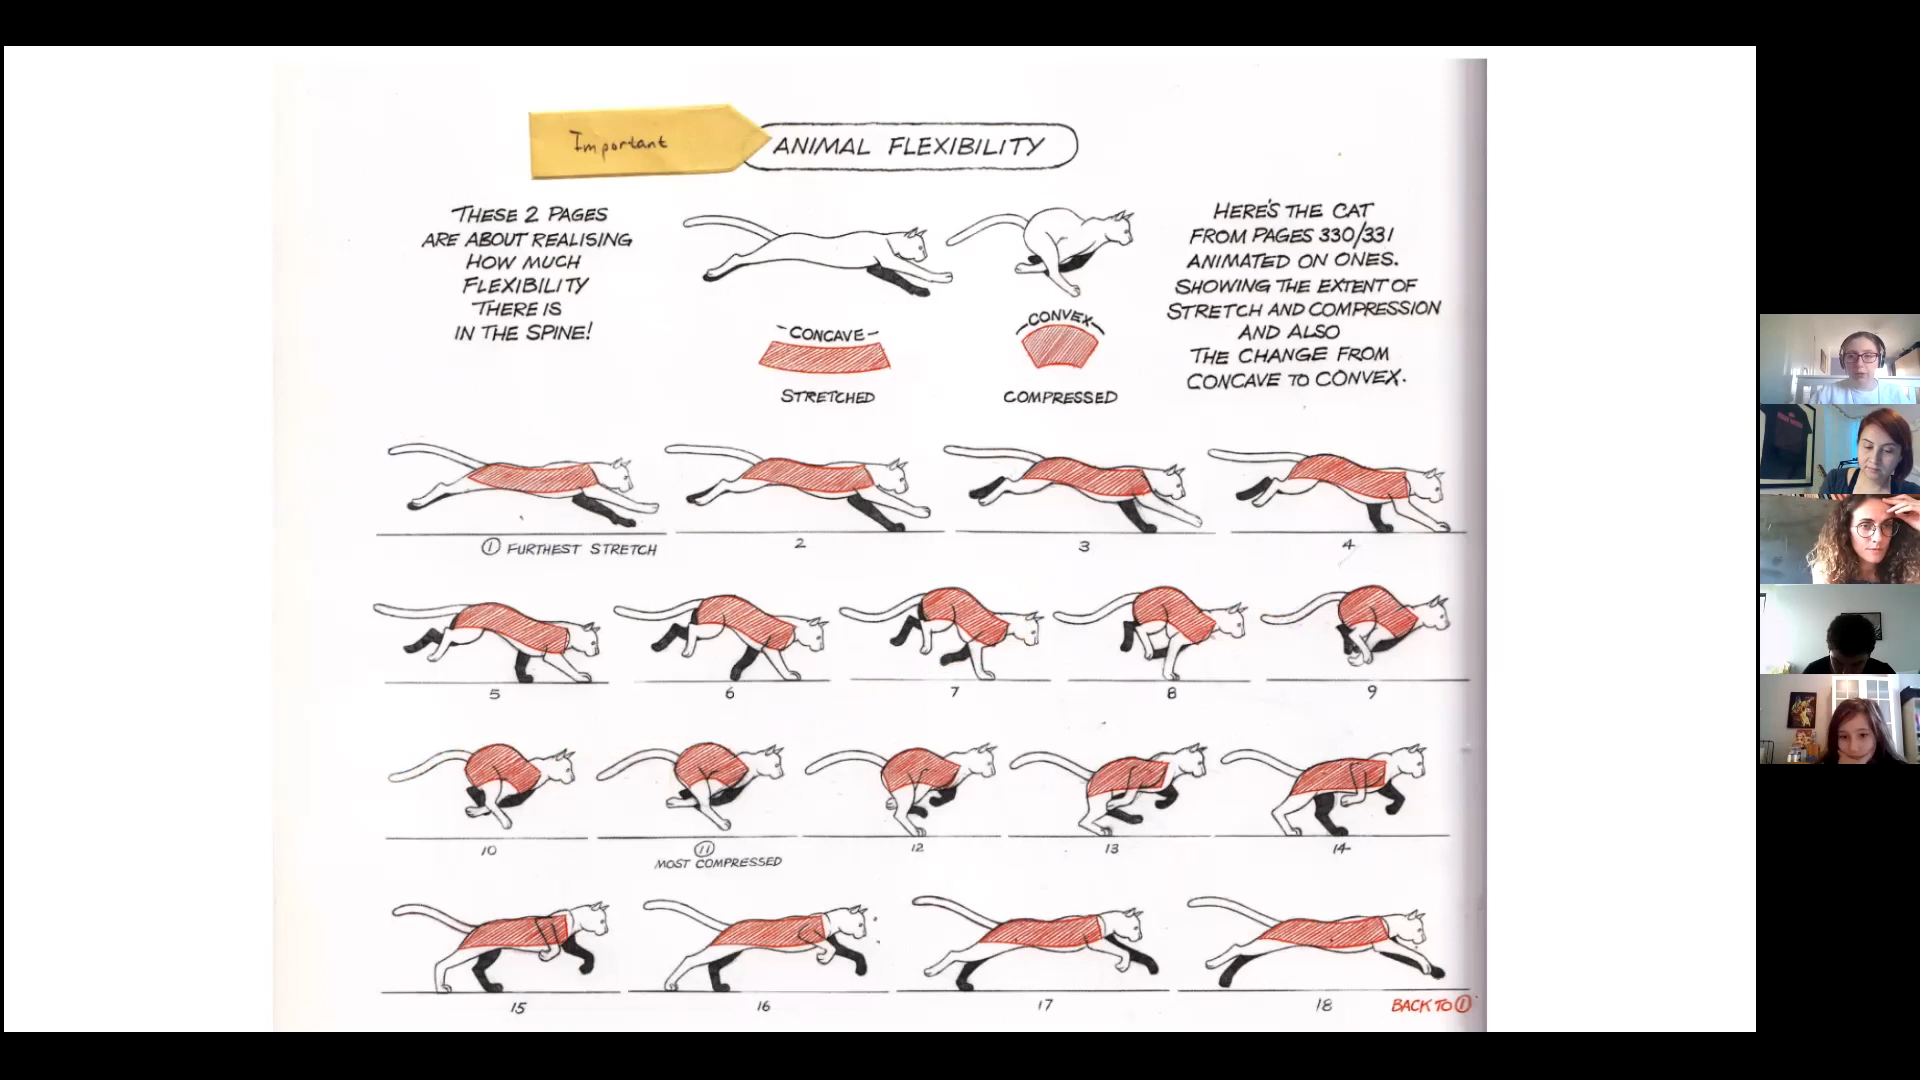 Important
ANIMAL FLEXIBILITY
THESE 2 PAGES
ARE ABOUT REALISING
HOW MUCH
FLEXIBILITY
THERE IS
IN THE SPINE!
CONCAVE
STRETCHED
CONVEX
COMPRESSED
HERE'S THE CAT
FROM PAGES 330/331
ANIMATED ON ONES.
SHOWING THE EXTENT OF
STRETCH AND COMPRESSION
AND ALSO
THE CHANGE FROM
CONCAVE TO CONVEX.
1 FURTHEST STRETCH
2
3
4
5
6
7
8
9
10
11
MOST COMPRESSED
12
13
14
15
16
17
18
BACK TO 1